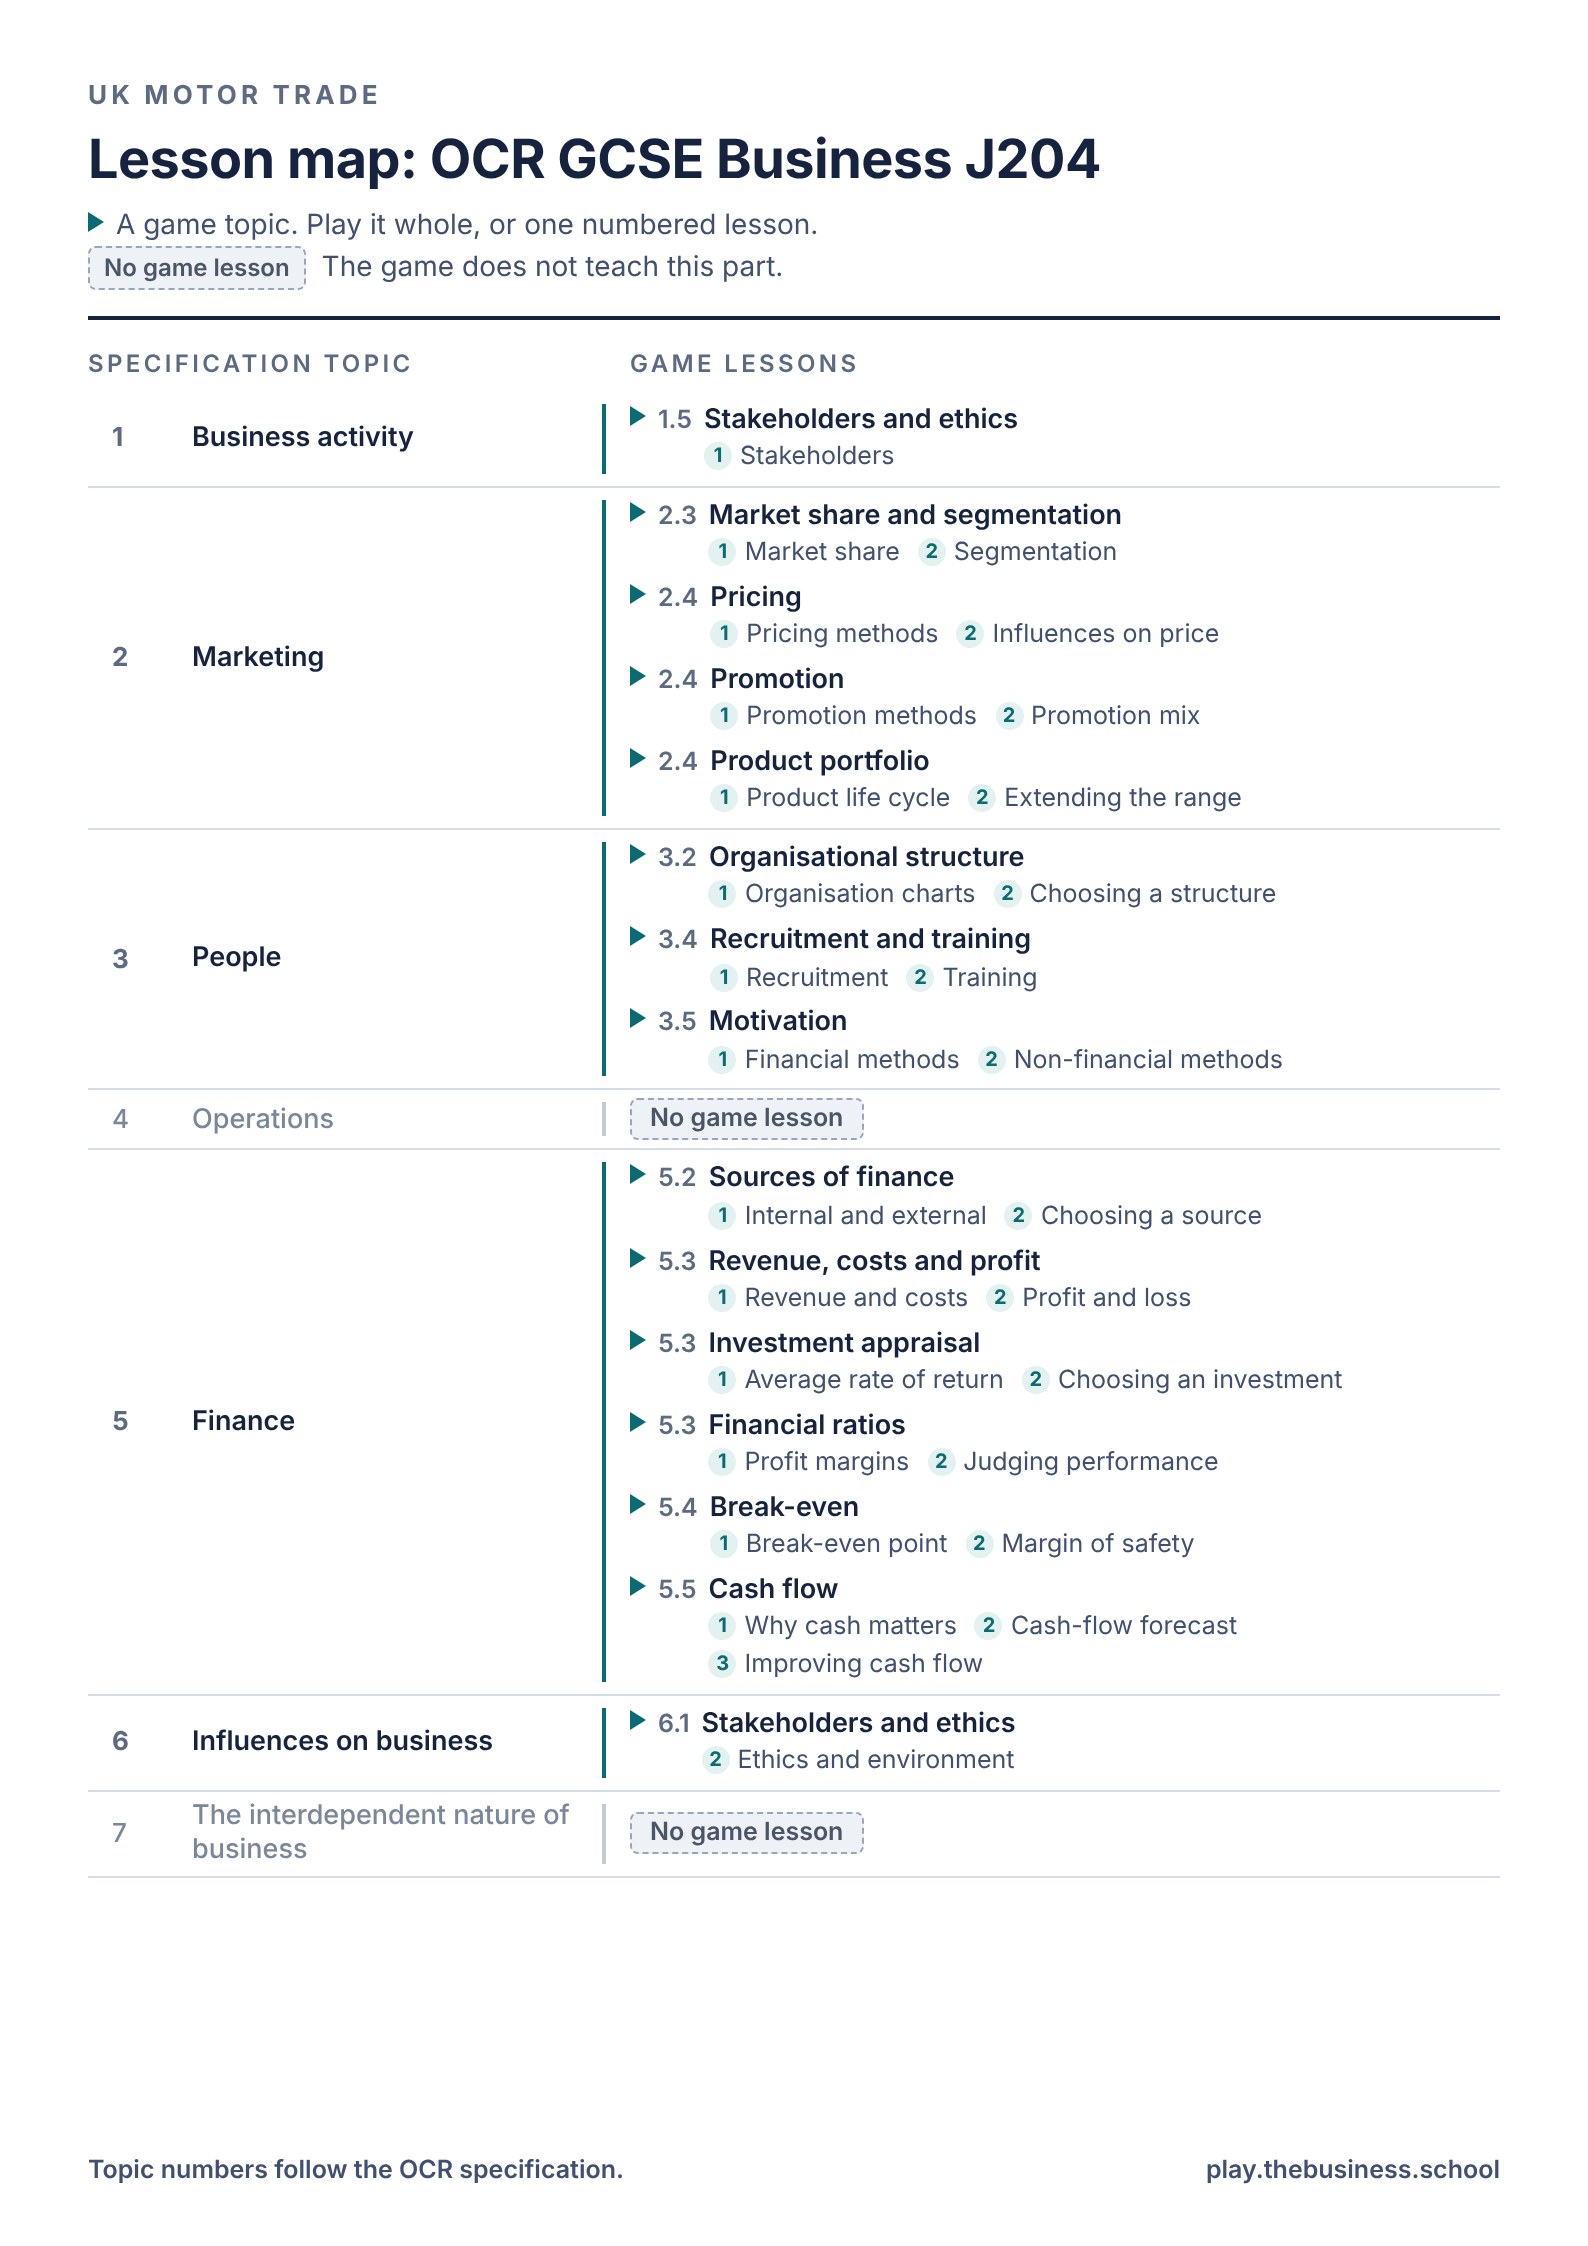 UK MOTOR TRADE
Lesson map: OCR GCSE Business J204
A game topic. Play it whole, or one numbered lesson.
No game lesson The game does not teach this part.
SPECIFICATION TOPIC GAME LESSONS
1 Business activity
1.5 Stakeholders and ethics
1 Stakeholders
2 Marketing
2.3 Market share and segmentation
1 Market share 2 Segmentation
2.4 Pricing
1 Pricing methods 2 Influences on price
2.4 Promotion
1 Promotion methods 2 Promotion mix
2.4 Product portfolio
1 Product life cycle 2 Extending the range
3 People
3.2 Organisational structure
1 Organisation charts 2 Choosing a structure
3.4 Recruitment and training
1 Recruitment 2 Training
3.5 Motivation
1 Financial methods 2 Non-financial methods
4 Operations No game lesson
5 Finance
5.2 Sources of finance
1 Internal and external 2 Choosing a source
5.3 Revenue, costs and profit
1 Revenue and costs 2 Profit and loss
5.3 Investment appraisal
1 Average rate of return 2 Choosing an investment
5.3 Financial ratios
1 Profit margins 2 Judging performance
5.4 Break-even
1 Break-even point 2 Margin of safety
5.5 Cash flow
1 Why cash matters 2 Cash-flow forecast
3 Improving cash flow
6 Influences on business
6.1 Stakeholders and ethics
2 Ethics and environment
7 The interdependent nature of
business
No game lesson
Topic numbers follow the OCR specification. play.thebusiness.school